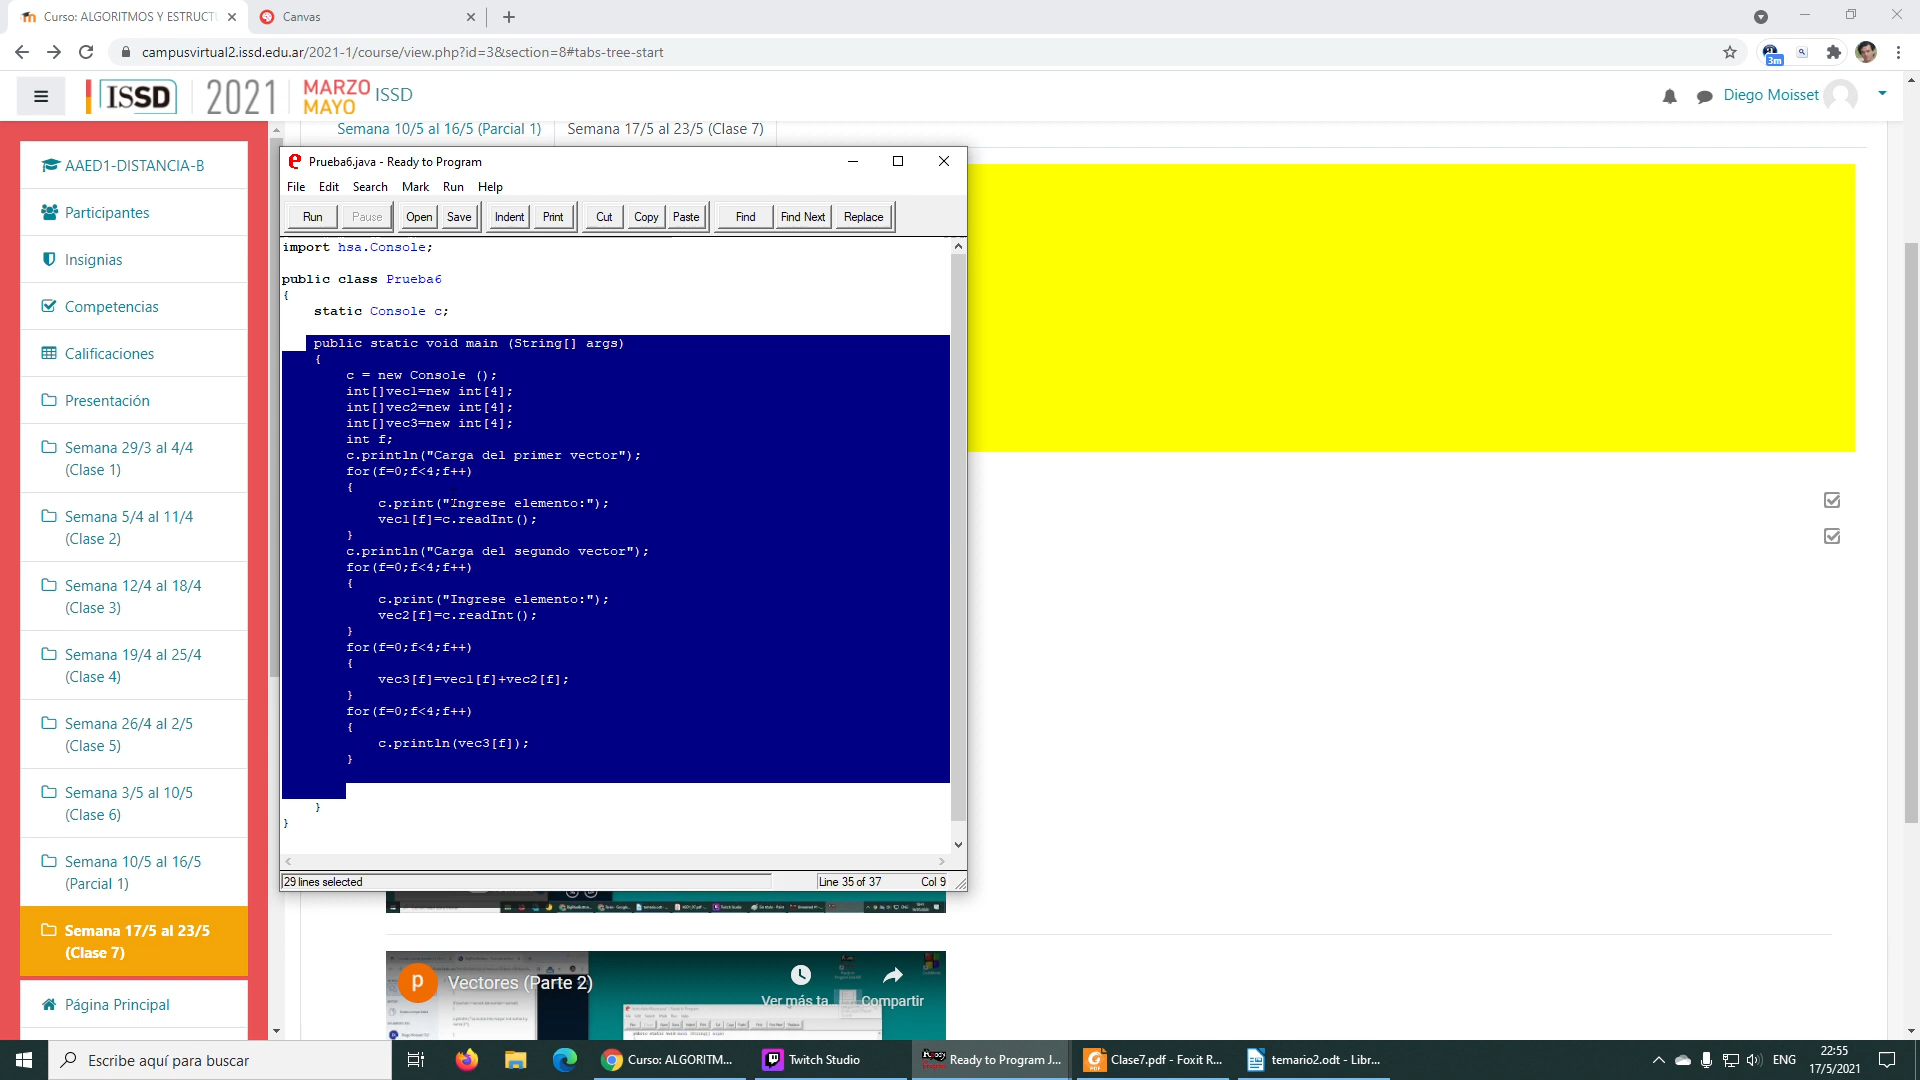 Curso: ALGORITMOS Y ESTRUCTU
Canvas
campusvirtual2.issd.edu.ar/2021-1/course/view.php?id=3&section=8#tabs-tree-start
3m
ISSD
2021
MARZO
MAYO
ISSD
Diego Moisset
Semana 10/5 al 16/5 (Parcial 1)
Semana 17/5 al 23/5 (Clase 7)
AAED1-DISTANCIA-B
Participantes
Insignias
Competencias
Calificaciones
Presentación
Semana 29/3 al 4/4
(Clase 1)
Semana 5/4 al 11/4
(Clase 2)
Semana 12/4 al 18/4
(Clase 3)
Semana 19/4 al 25/4
(Clase 4)
Semana 26/4 al 2/5
(Clase 5)
Semana 3/5 al 10/5
(Clase 6)
Semana 10/5 al 16/5
(Parcial 1)
Semana 17/5 al 23/5
(Clase 7)
Página Principal
Prueba6.java - Ready to Program
File Edit Search Mark Run Help
Run Pause Open Save Indent Print Cut Copy Paste Find Find Next Replace
import hsa.Console;
public class Prueba6
{
static Console c;
public static void main (String[] args)
{
c = new Console ();
int[]vec1=new int[4];
int[]vec2=new int[4];
int[]vec3=new int[4];
int f;
c.println("Carga del primer vector");
for(f=0;f<4;f++)
{
c.print("Ingrese elemento:");
vec1[f]=c.readInt();
}
c.println("Carga del segundo vector");
for(f=0;f<4;f++)
{
c.print("Ingrese elemento:");
vec2[f]=c.readInt();
}
for(f=0;f<4;f++)
{
vec3[f]=vec1[f]+vec2[f];
}
for(f=0;f<4;f++)
{
c.println(vec3[f]);
}
}
}
29 lines selected
Line 35 of 37
Col 9
p
Vectores (Parte 2)
Ver más ta...
Compartir
Escribe aquí para buscar
Curso: ALGORITM...
Twitch Studio
Ready to Program J...
Clase7.pdf - Foxit R...
temario2.odt - Libr...
ENG
22:55
17/5/2021